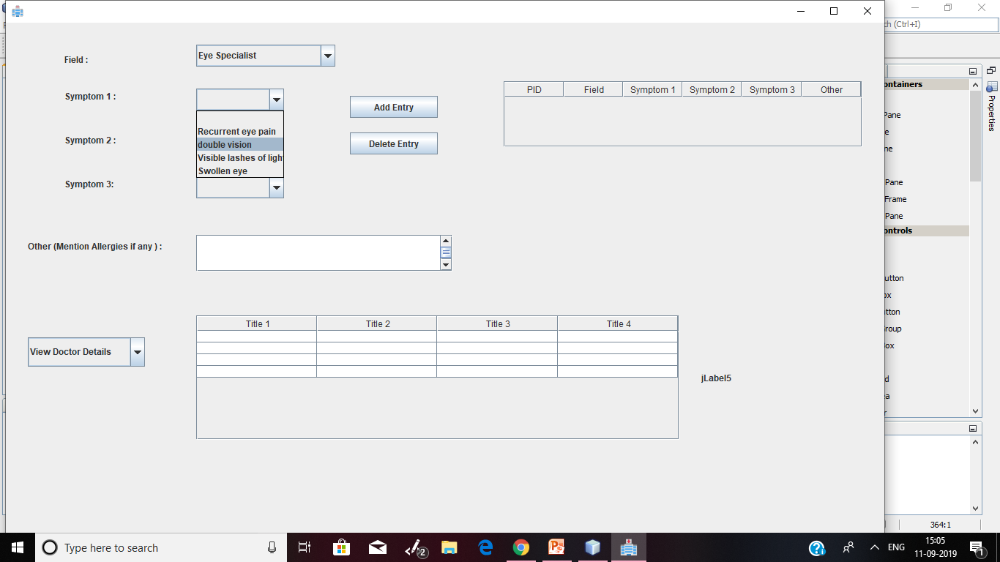 ch (Ctrl+I)
Field :
Eye Specialist
Symptom 1 :
Recurrent eye pain
double vision
Visible lashes of ligh
Swollen eye
Symptom 2 :
Symptom 3:
Add Entry
Delete Entry
PID Field Symptom 1 Symptom 2 Symptom 3 Other
Other (Mention Allergies if any ) :
View Doctor Details
Title 1 Title 2 Title 3 Title 4
jLabel5
ontainers
Pane
e
ne
Pane
Frame
Pane
ontrols
utton
ox
tton
roup
ox
d
ea
r
Properties
364:1
Type here to search
2
ENG
15:05
11-09-2019
1